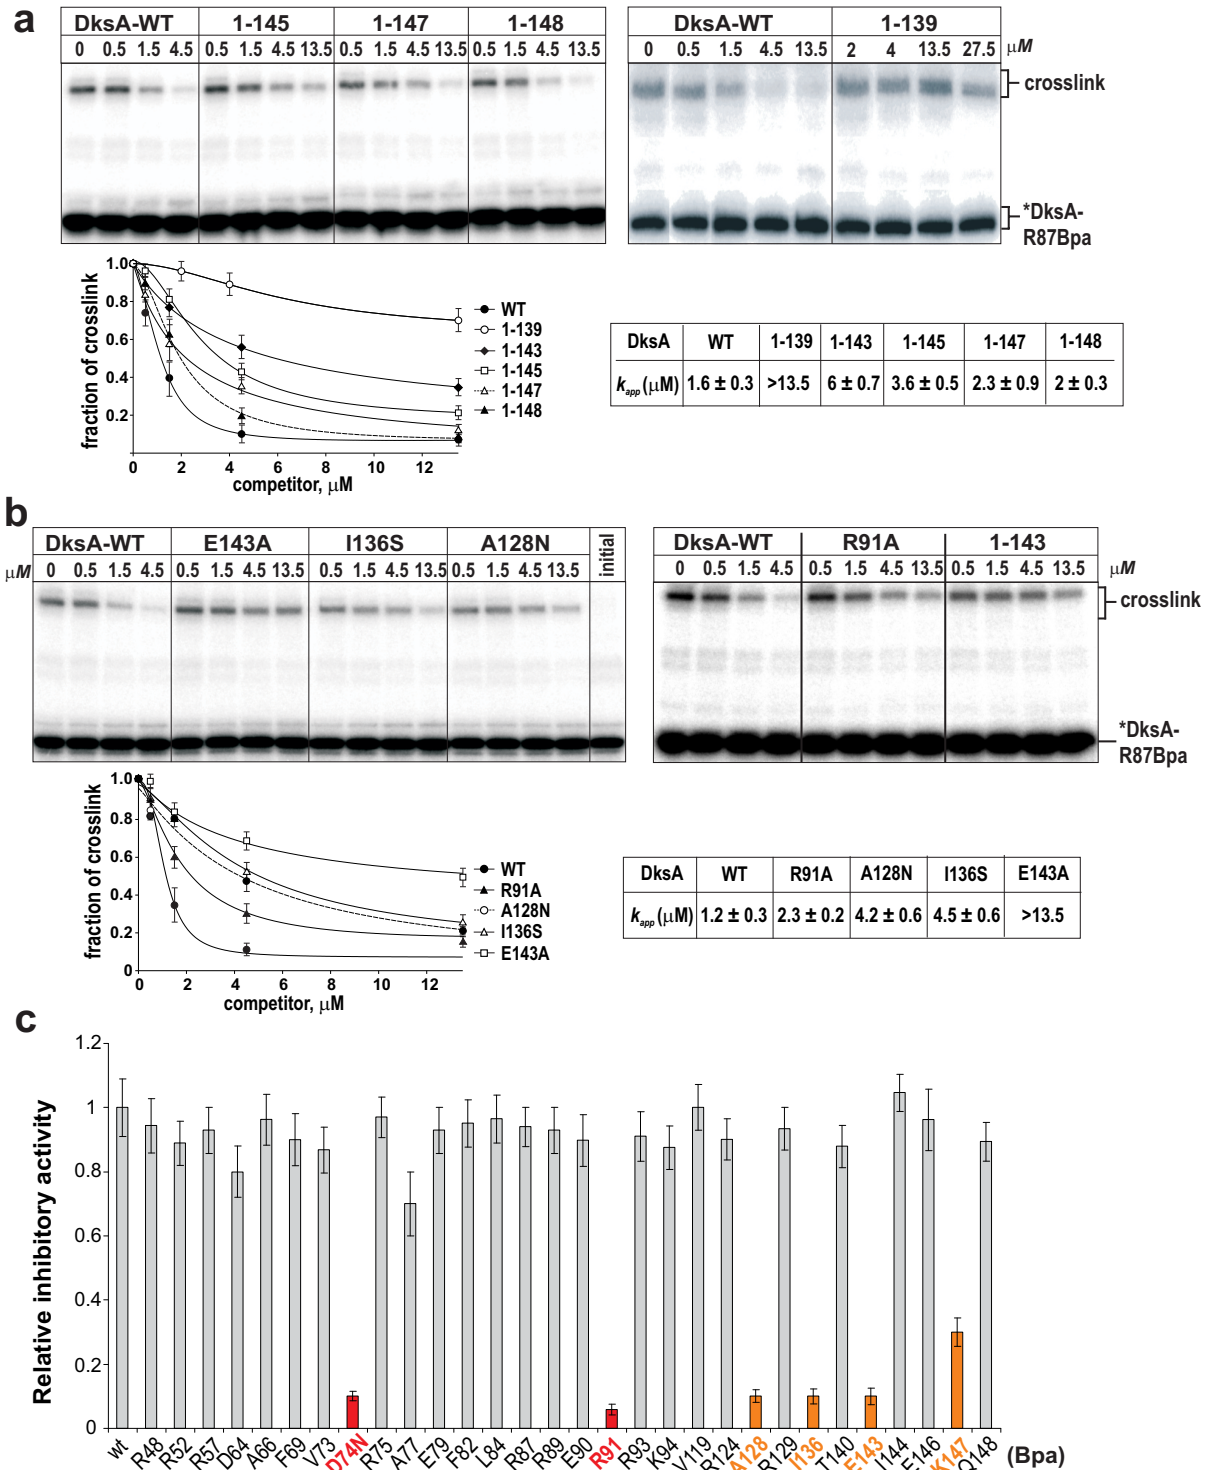 a
DksA-WT 1-145 1-147 1-148
0 0.5 1.5 4.5 0.5 1.5 4.5 13.5 0.5 1.5 4.5 13.5 0.5 1.5 4.5 13.5
DksA-WT 1-139
0 0.5 1.5 4.5 13.5 2 4 13.5 27.5 μM
crosslink
*DksA-
R87Bpa
fraction of crosslink
1.0
0.8
0.6
0.4
0.2
0 2 4 6 8 10 12
competitor, μM
WT
1-139
1-143
1-145
1-147
1-148
DksA WT 1-139 1-143 1-145 1-147 1-148
kapp (μM) 1.6 ± 0.3 >13.5 6 ± 0.7 3.6 ± 0.5 2.3 ± 0.9 2 ± 0.3
b
DksA-WT E143A I136S A128N initial
μM 0 0.5 1.5 4.5 0.5 1.5 4.5 13.5 0.5 1.5 4.5 13.5 0.5 1.5 4.5 13.5
DksA-WT R91A 1-143
0 0.5 1.5 4.5 0.5 1.5 4.5 13.5 0.5 1.5 4.5 13.5 μM
crosslink
*DksA-
R87Bpa
fraction of crosslink
1.0
0.8
0.6
0.4
0.2
0
0 2 4 6 8 10 12
competitor, μM
WT
R91A
A128N
I136S
E143A
DksA WT R91A A128N I136S E143A
kapp (μM) 1.2 ± 0.3 2.3 ± 0.2 4.2 ± 0.6 4.5 ± 0.6 >13.5
c
Relative inhibitory activity
1.2
1
0.8
0.6
0.4
0.2
0
wt R48 R52 R57 D64 A66 F69 V73 D74N R75 A77 E79 F82 L84 R87 R89 E90 R91 R93 K94 V119 R124 A128 R129 I136 T140 E143 I144 E146 K147 Q148 (Bpa)